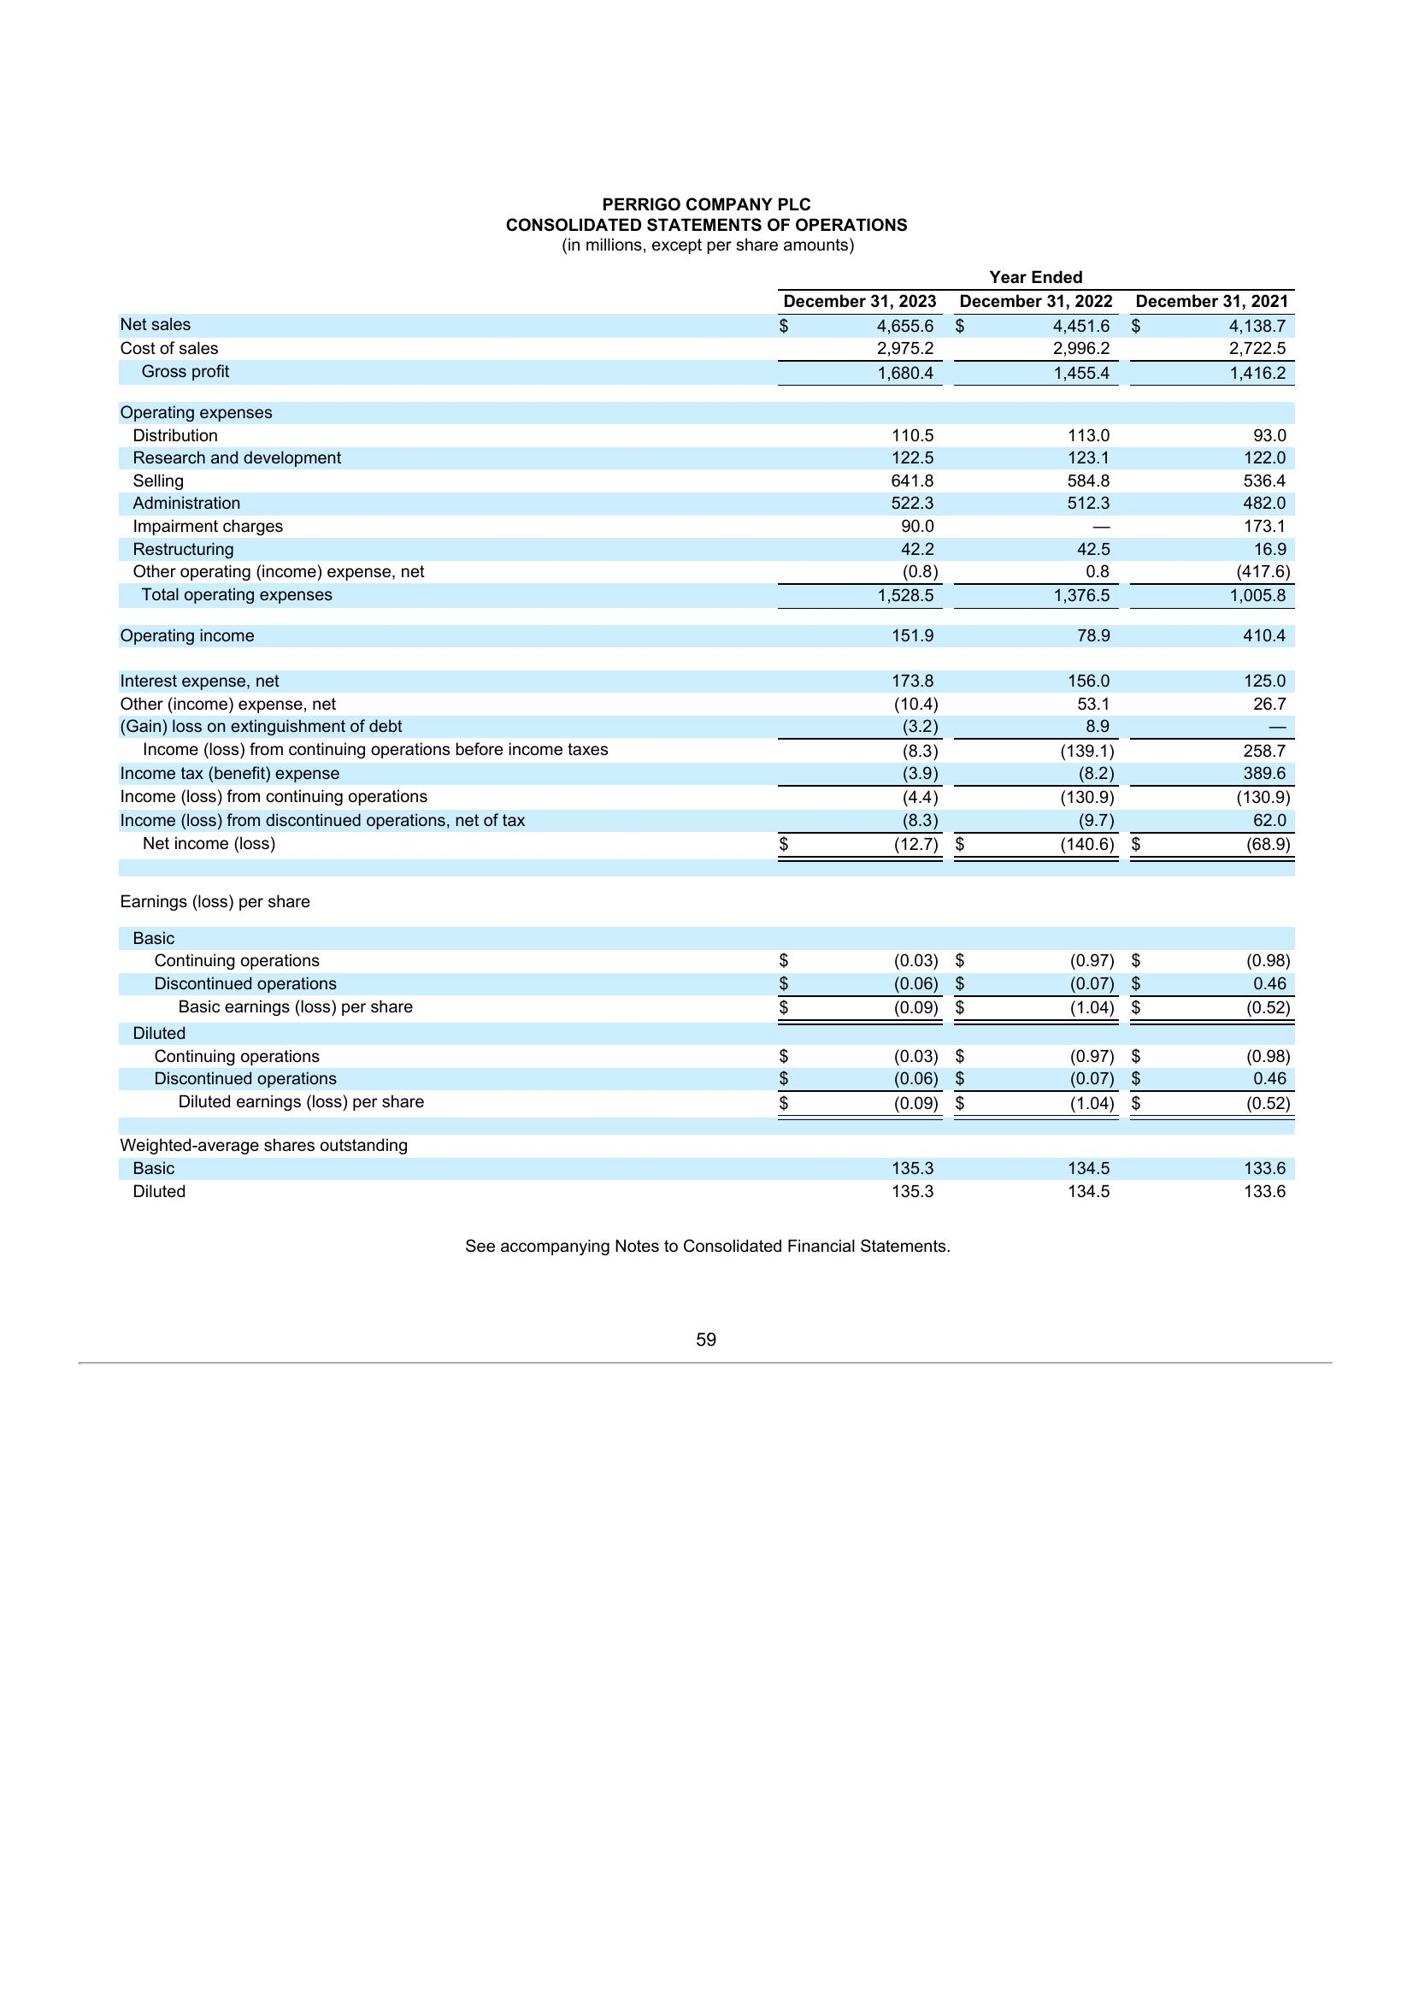 PERRIGO COMPANY PLC
CONSOLIDATED STATEMENTS OF OPERATIONS
(in millions, except per share amounts)
Year Ended
December 31, 2023 December 31, 2022 December 31, 2021
Net sales $ 4,655.6 $ 4,451.6 $ 4,138.7
Cost of sales 2,975.2 2,996.2 2,722.5
Gross profit 1,680.4 1,455.4 1,416.2
Operating expenses
Distribution 110.5 113.0 93.0
Research and development 122.5 123.1 122.0
Selling 641.8 584.8 536.4
Administration 522.3 512.3 482.0
Impairment charges 90.0 — 173.1
Restructuring 42.2 42.5 16.9
Other operating (income) expense, net (0.8) 0.8 (417.6)
Total operating expenses 1,528.5 1,376.5 1,005.8
Operating income 151.9 78.9 410.4
Interest expense, net 173.8 156.0 125.0
Other (income) expense, net (10.4) 53.1 26.7
(Gain) loss on extinguishment of debt (3.2) 8.9 —
Income (loss) from continuing operations before income taxes (8.3) (139.1) 258.7
Income tax (benefit) expense (3.9) (8.2) 389.6
Income (loss) from continuing operations (4.4) (130.9) (130.9)
Income (loss) from discontinued operations, net of tax (8.3) (9.7) 62.0
Net income (loss) $ (12.7) $ (140.6) $ (68.9)
Earnings (loss) per share
Basic
Continuing operations $ (0.03) $ (0.97) $ (0.98)
Discontinued operations $ (0.06) $ (0.07) $ 0.46
Basic earnings (loss) per share $ (0.09) $ (1.04) $ (0.52)
Diluted
Continuing operations $ (0.03) $ (0.97) $ (0.98)
Discontinued operations $ (0.06) $ (0.07) $ 0.46
Diluted earnings (loss) per share $ (0.09) $ (1.04) $ (0.52)
Weighted-average shares outstanding
Basic 135.3 134.5 133.6
Diluted 135.3 134.5 133.6
See accompanying Notes to Consolidated Financial Statements.
59